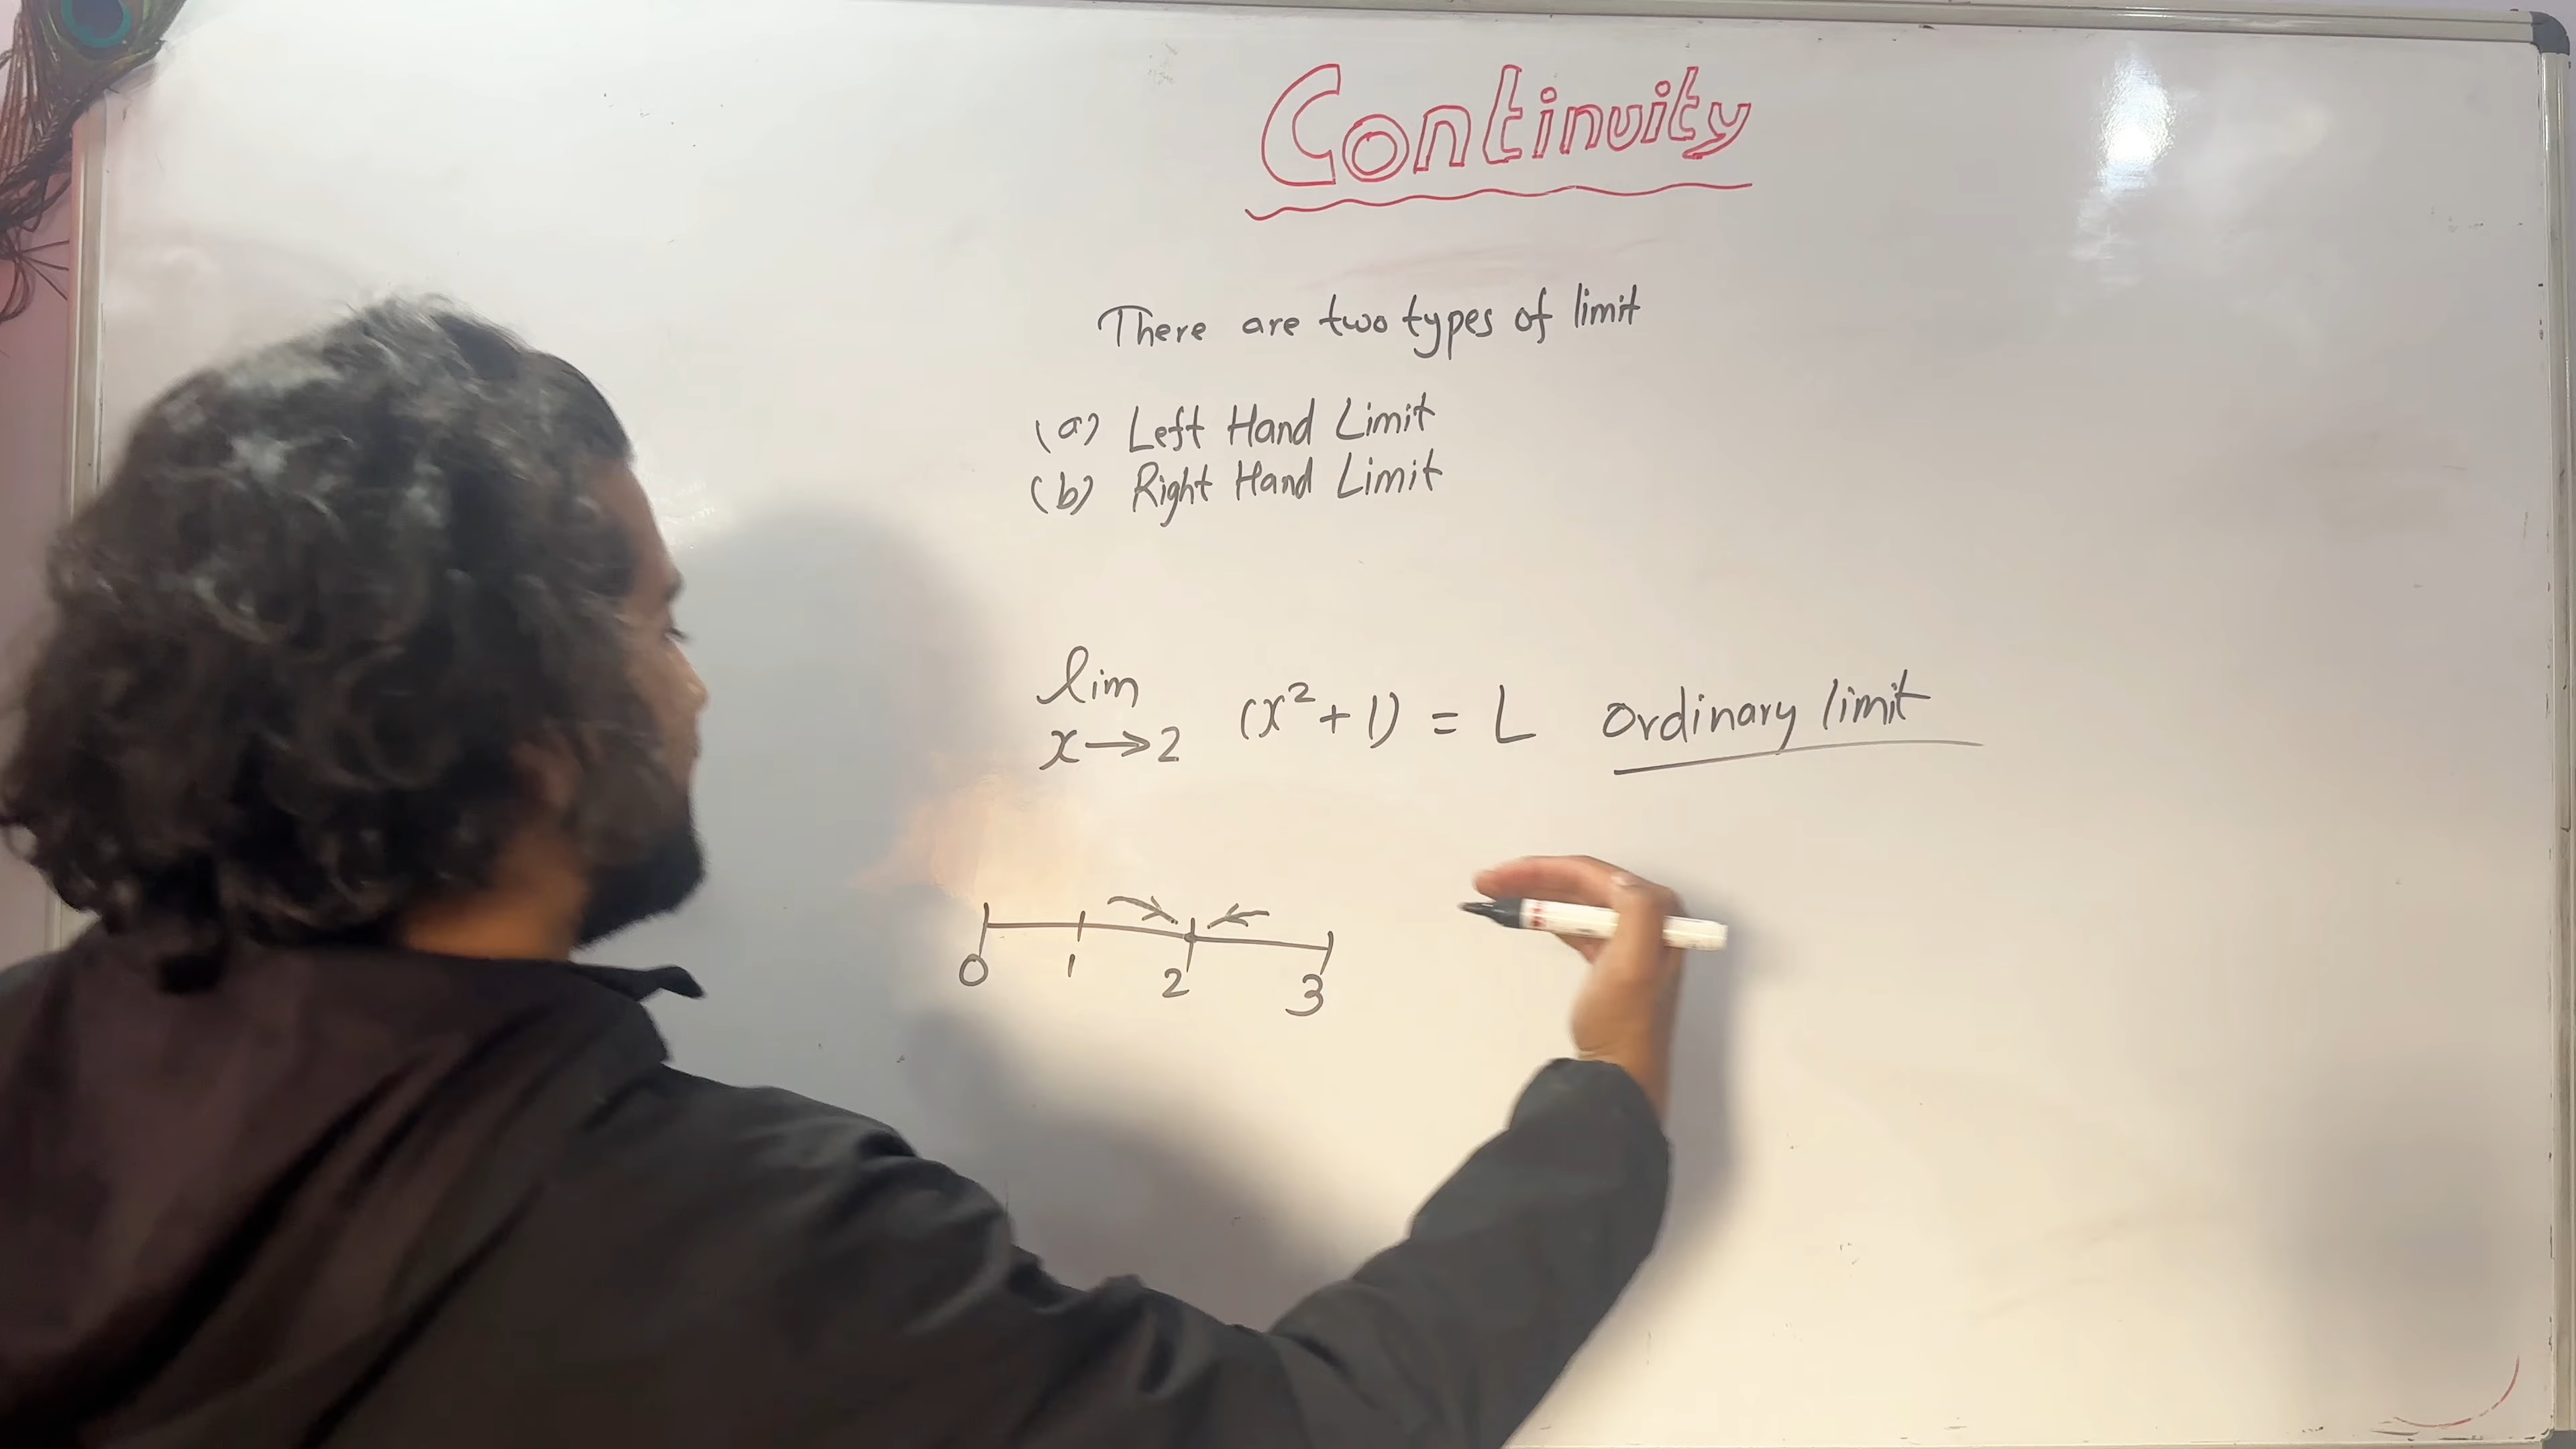 Continuity
There are two types of limit
(a) Left Hand Limit
(b) Right Hand Limit
lim x→2 (x²+1) = L ordinary limit
0 1 2 3